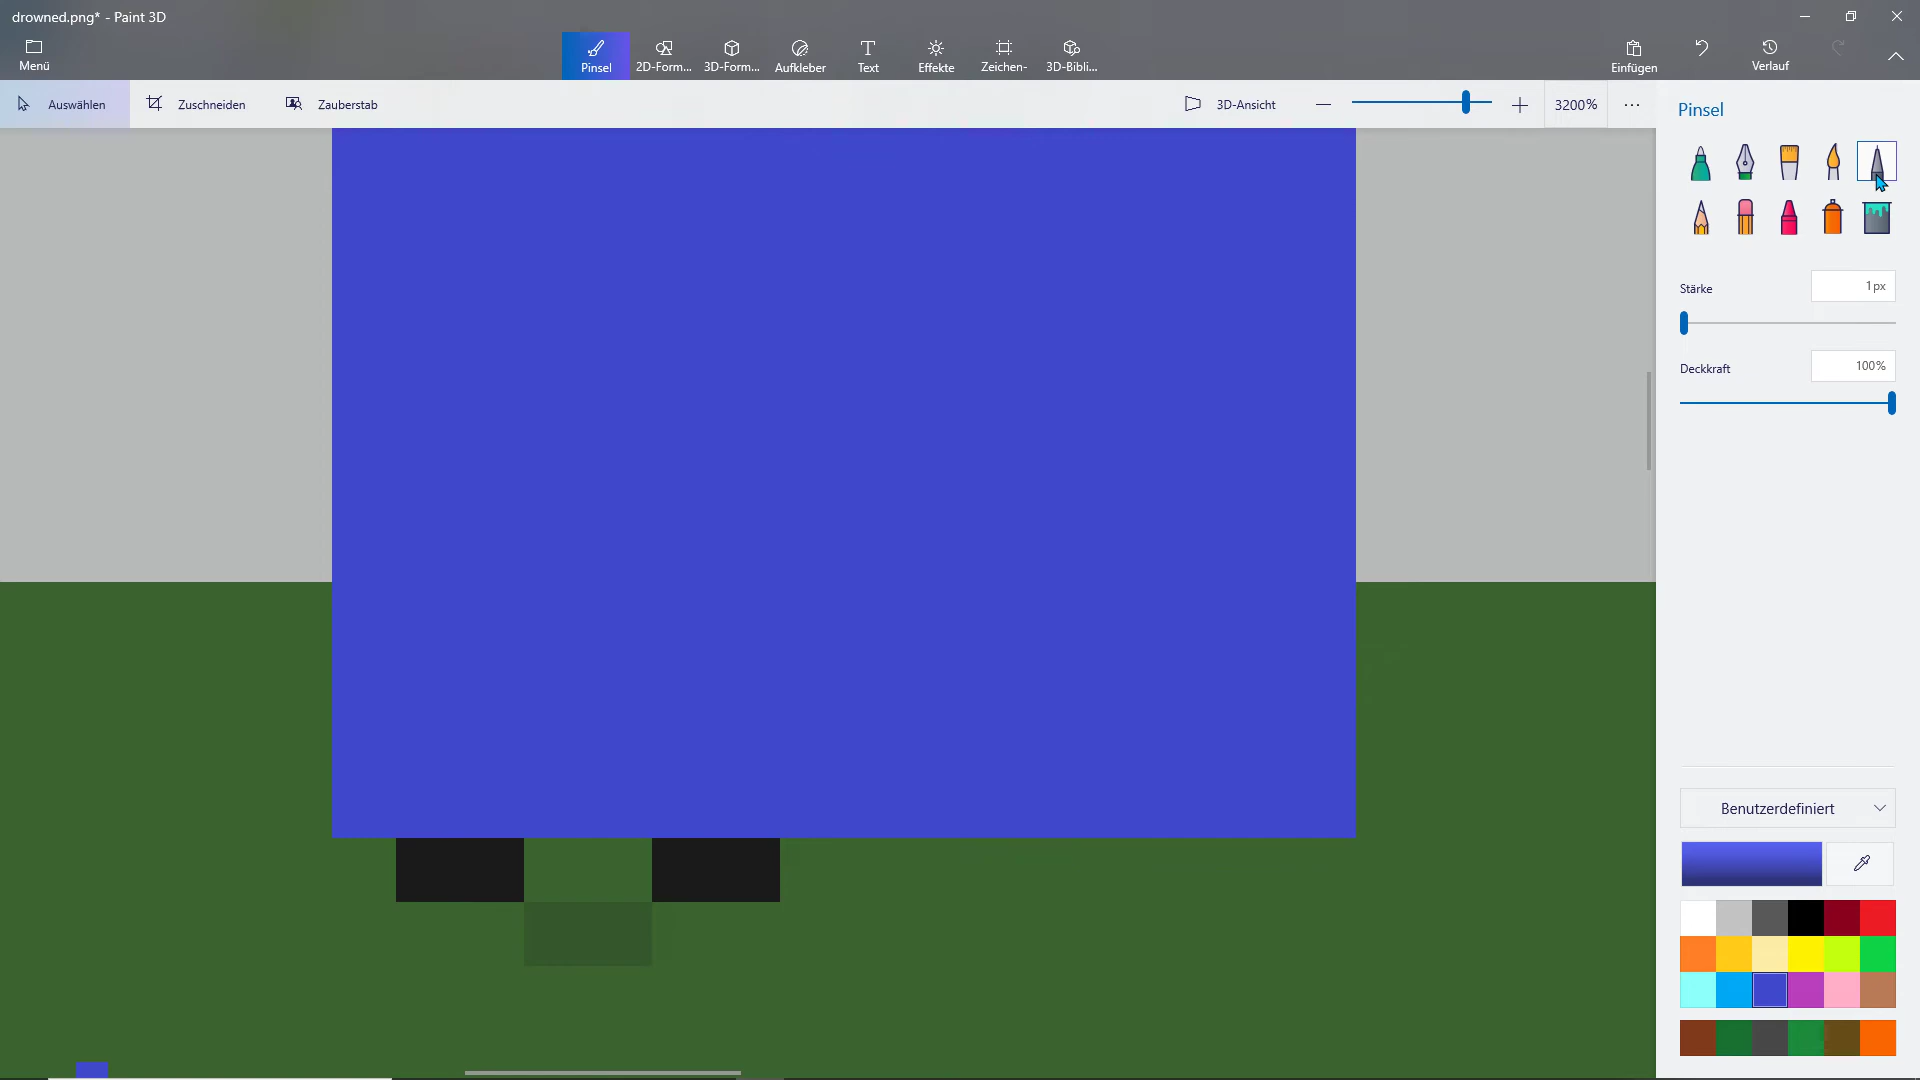 drowned.png* - Paint 3D
Menü
Pinsel
2D-Form...
3D-Form...
Aufkleber
Text
Effekte
Zeichen-
3D-Bibli...
Einfügen
Verlauf
Auswählen
Zuschneiden
Zauberstab
3D-Ansicht
3200%
Pinsel
Stärke
1px
Deckkraft
100%
Benutzerdefiniert